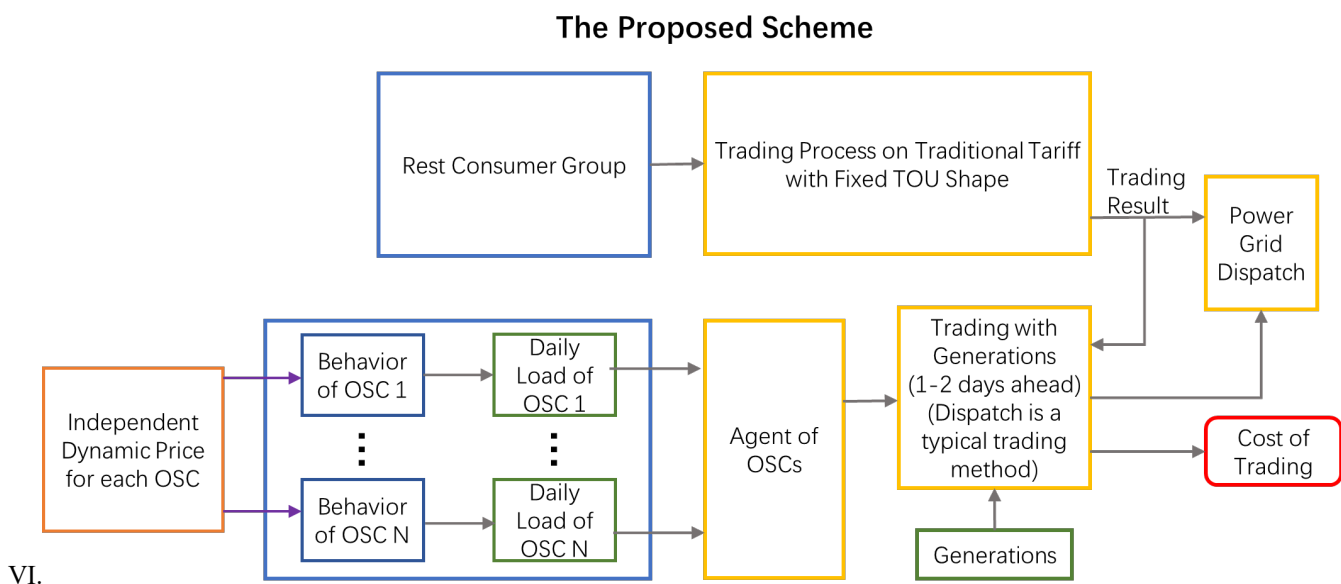 The Proposed Scheme
Rest Consumer Group
Trading Process on Traditional Tariff
with Fixed TOU Shape
Trading
Result
Power
Grid
Dispatch
Independent
Dynamic Price
for each OSC
Behavior
of OSC 1
Daily
Load of
OSC 1
Behavior
of OSC N
Daily
Load of
OSC N
Agent of
OSCs
Trading with
Generations
(1-2 days ahead)
(Dispatch is a
typical trading
method)
Cost of
Trading
Generations
VI.